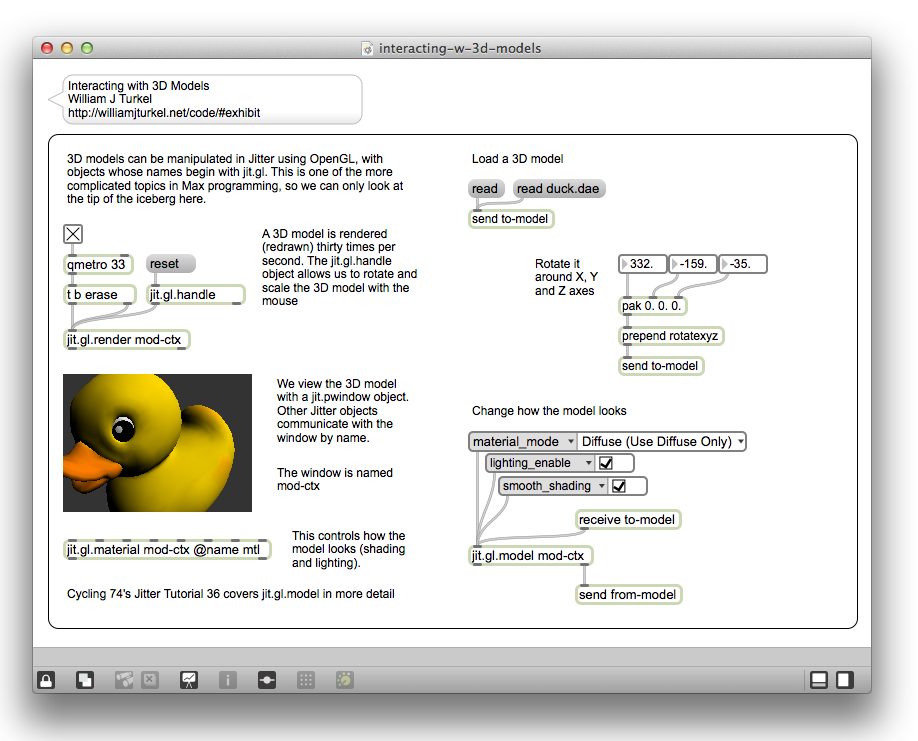 interacting-w-3d-models
Interacting with 3D Models
William J Turkel
http://williamjturkel.net/code/#exhibit
3D models can be manipulated in Jitter using OpenGL, with
objects whose names begin with jit.gl. This is one of the more
complicated topics in Max programming, so we can only look at
the tip of the iceberg here.
qmetro 33
reset
t b erase
jit.gl.handle
jit.gl.render mod-ctx
A 3D model is rendered
(redrawn) thirty times per
second. The jit.gl.handle
object allows us to rotate and
scale the 3D model with the
mouse
We view the 3D model
with a jit.pwindow object.
Other Jitter objects
communicate with the
window by name.
The window is named
mod-ctx
jit.gl.material mod-ctx @name mtl
This controls how the
model looks (shading
and lighting).
Cycling 74's Jitter Tutorial 36 covers jit.gl.model in more detail
Load a 3D model
read
read duck.dae
send to-model
Rotate it
around X, Y
and Z axes
332.
-159.
-35.
pak 0. 0. 0.
prepend rotatexyz
send to-model
Change how the model looks
material_mode
Diffuse (Use Diffuse Only)
lighting_enable
smooth_shading
receive to-model
jit.gl.model mod-ctx
send from-model